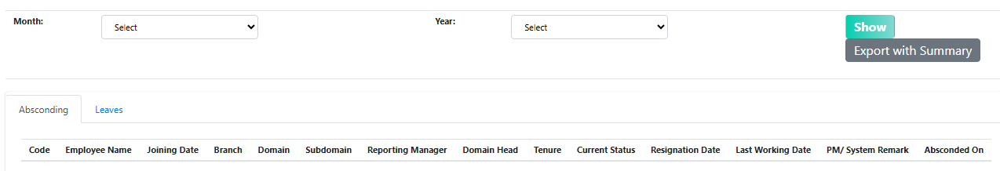 Month: Select Year: Select Show
Export with Summary
Absconding Leaves
Code Employee Name Joining Date Branch Domain Subdomain Reporting Manager Domain Head Tenure Current Status Resignation Date Last Working Date PM/ System Remark Absconded On